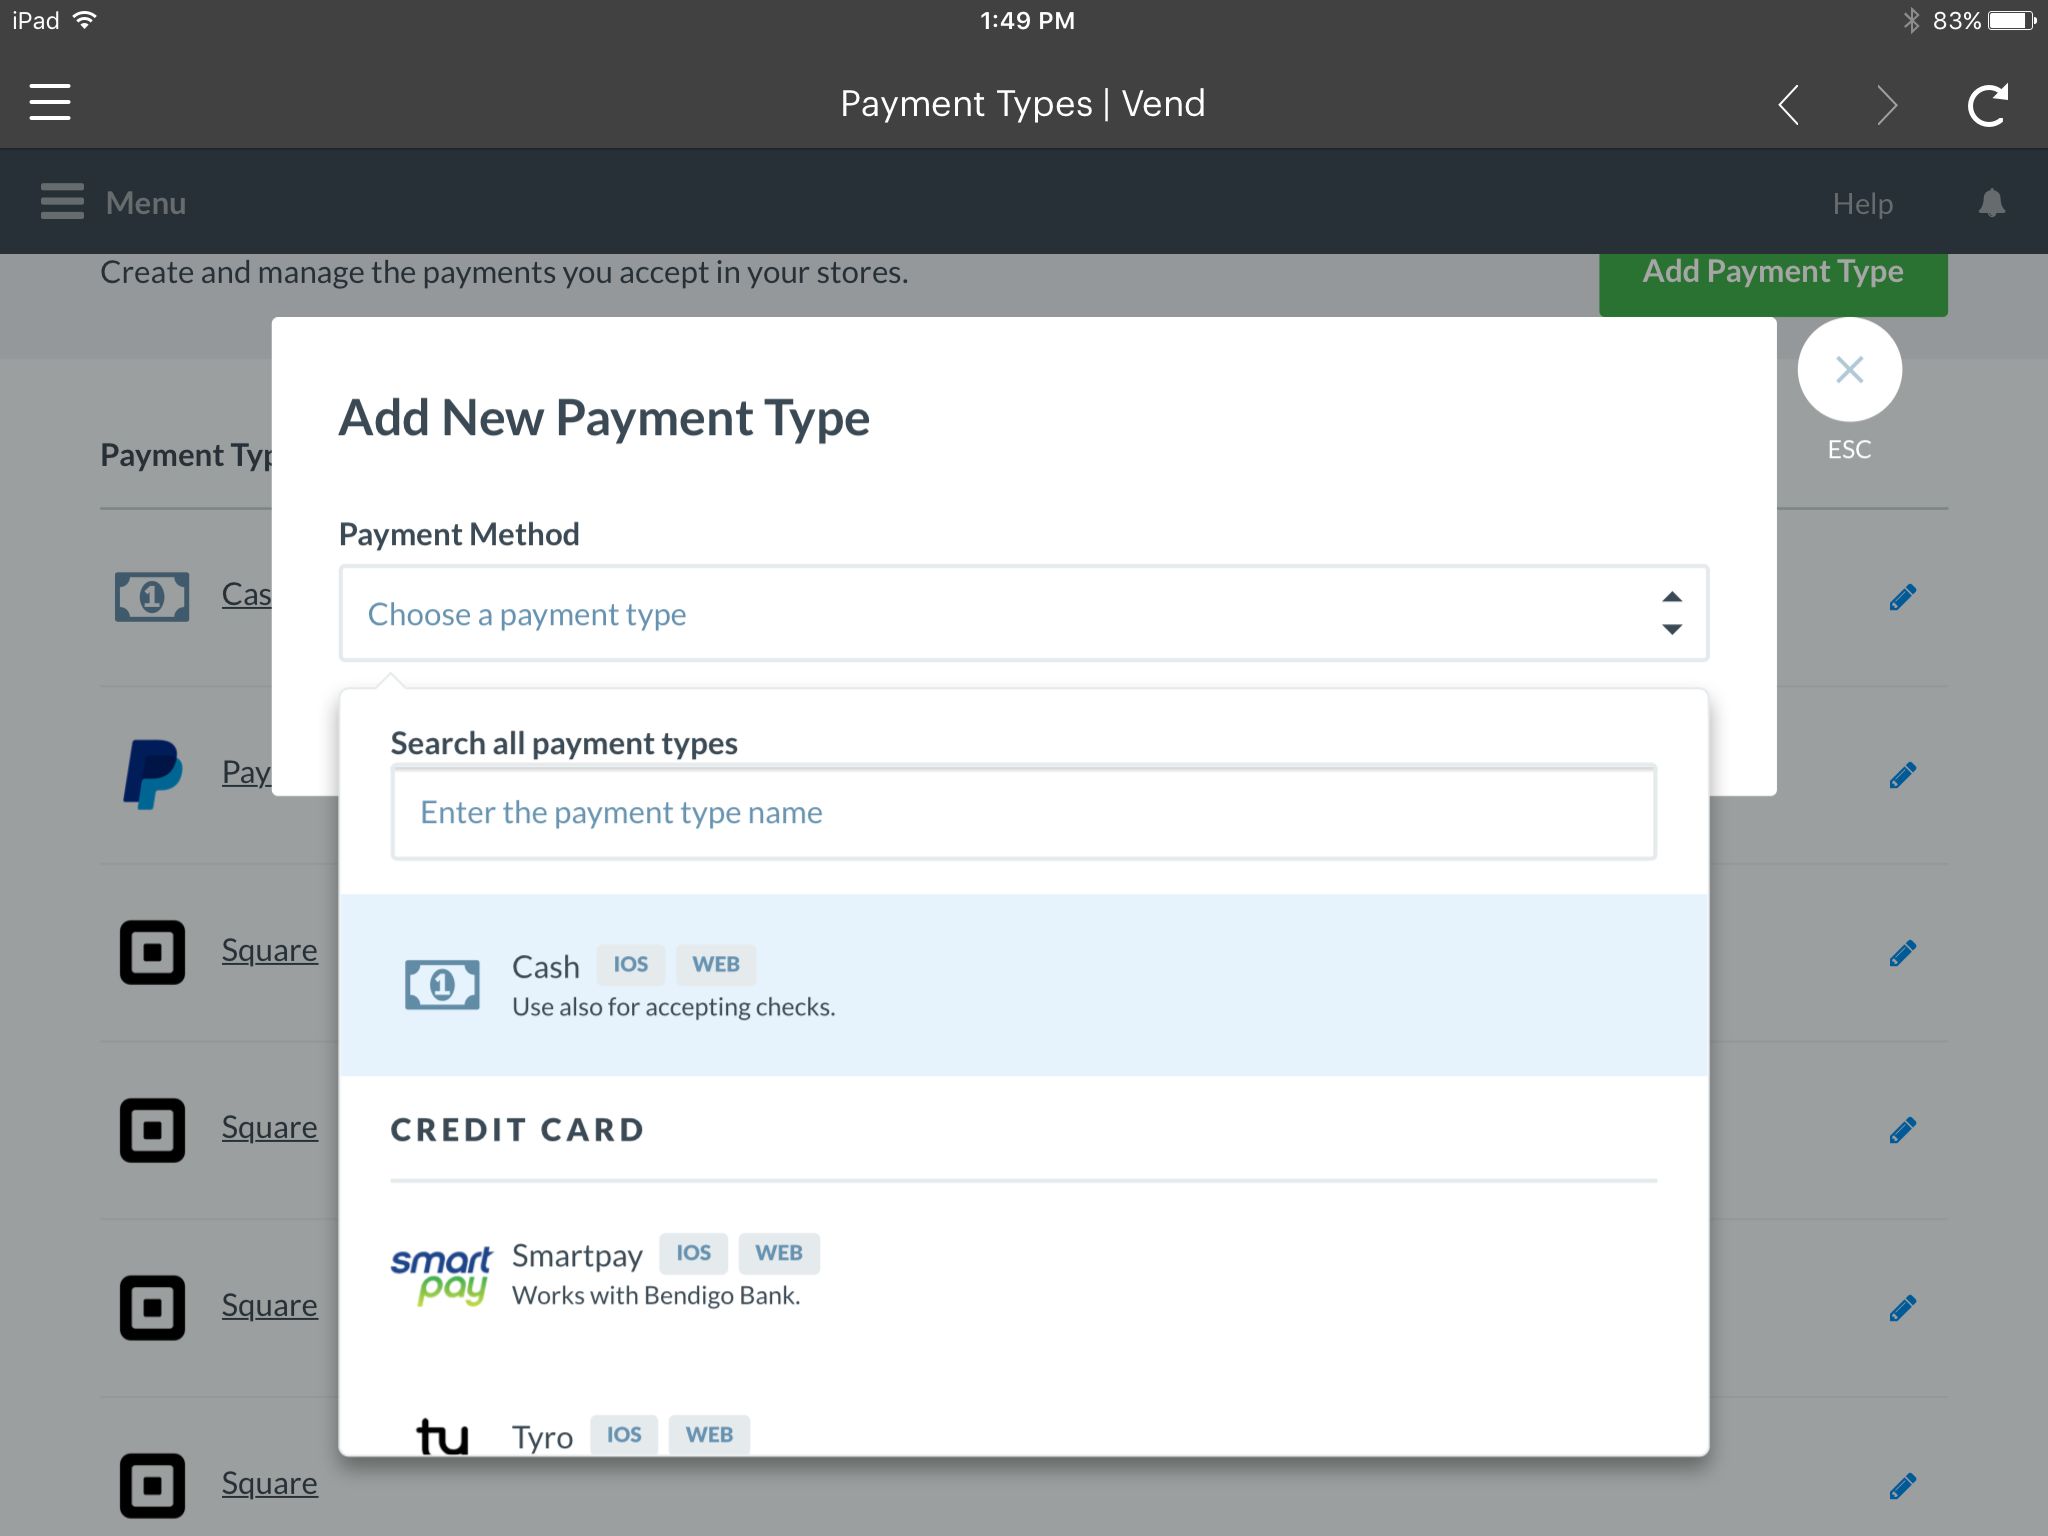 iPad 1:49 PM 83%
Payment Types | Vend
Menu Help
Create and manage the payments you accept in your stores.
Add Payment Type
Add New Payment Type
ESC
Payment Typ
Payment Method
Cas
Choose a payment type
Search all payment types
Pay
Enter the payment type name
Square
Cash IOS WEB
Use also for accepting checks.
Square
CREDIT CARD
smart
pay
Smartpay IOS WEB
Works with Bendigo Bank.
Square
tu
Tyro IOS WEB
Square